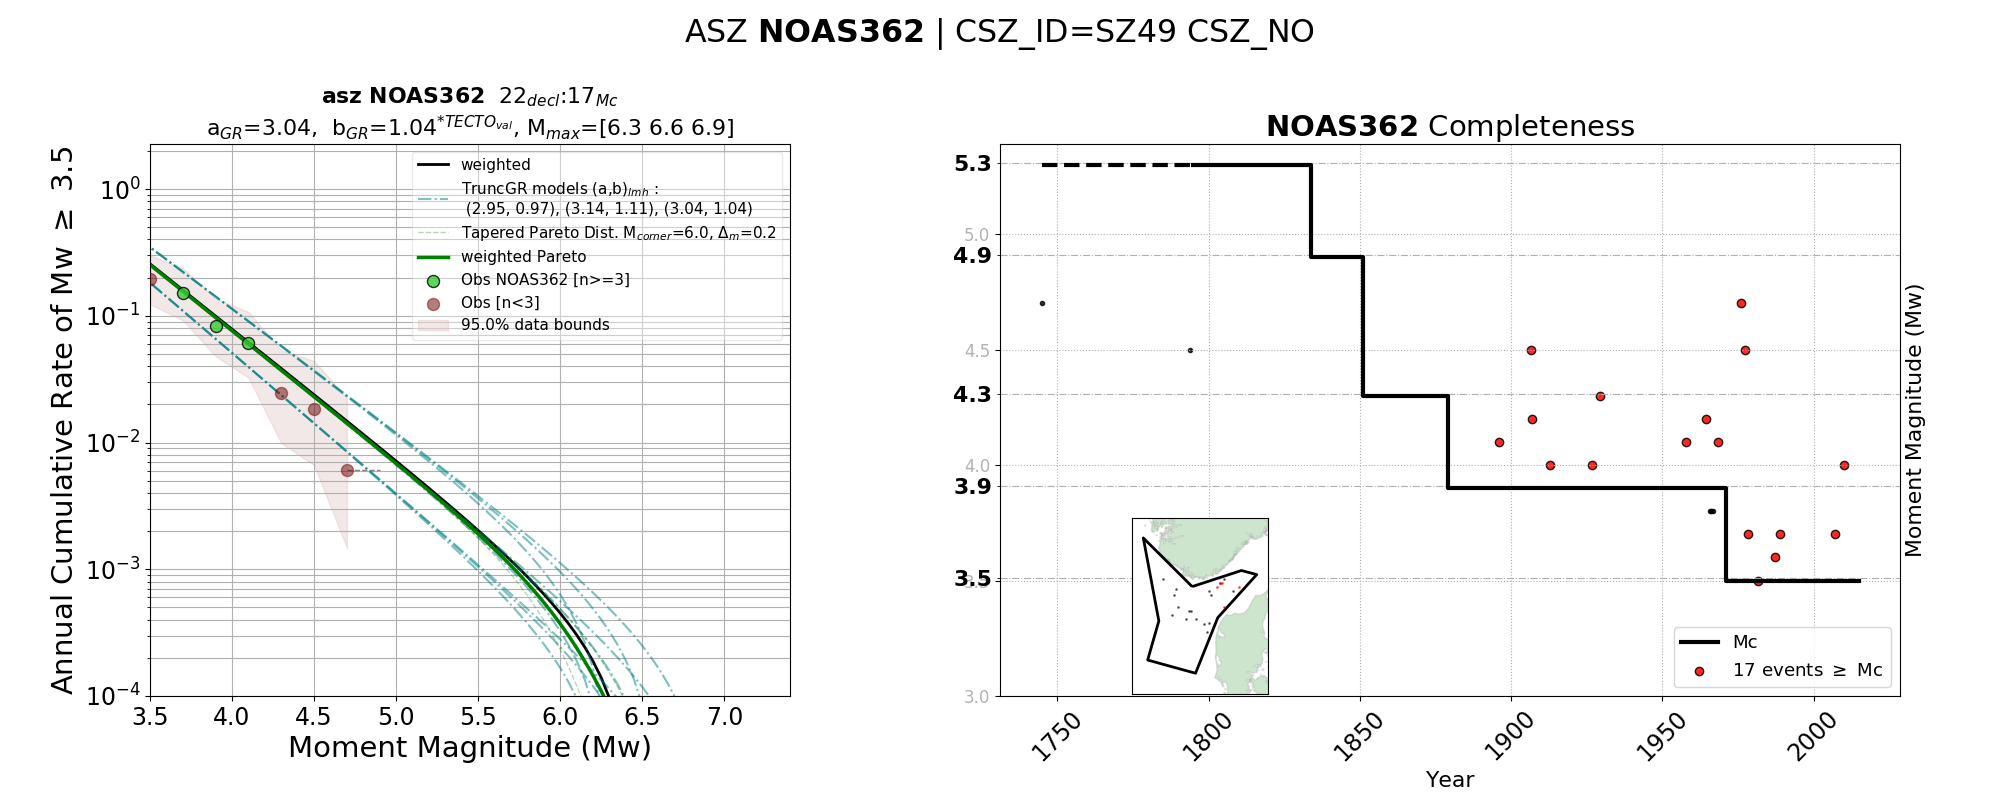 ASZ NOAS362 | CSZ_ID=SZ49 CSZ_NO
asz NOAS362 22decl:17Mc
aGR=3.04, bGR=1.04*TECTOval, Mmax=[6.3 6.6 6.9]
Annual Cumulative Rate of Mw ≥ 3.5
10^0
10^−1
10^−2
10^−3
10^−4
weighted
TruncGR models (a,b)lmh :
(2.95, 0.97), (3.14, 1.11), (3.04, 1.04)
Tapered Pareto Dist. Mcorner=6.0, Δm=0.2
weighted Pareto
Obs NOAS362 [n>=3]
Obs [n<3]
95.0% data bounds
3.5 4.0 4.5 5.0 5.5 6.0 6.5 7.0
Moment Magnitude (Mw)
NOAS362 Completeness
5.3
5.0
4.9
4.5
4.3
4.0
3.9
3.5
3.0
Moment Magnitude (Mw)
Mc
17 events ≥ Mc
1750 1800 1850 1900 1950 2000
Year